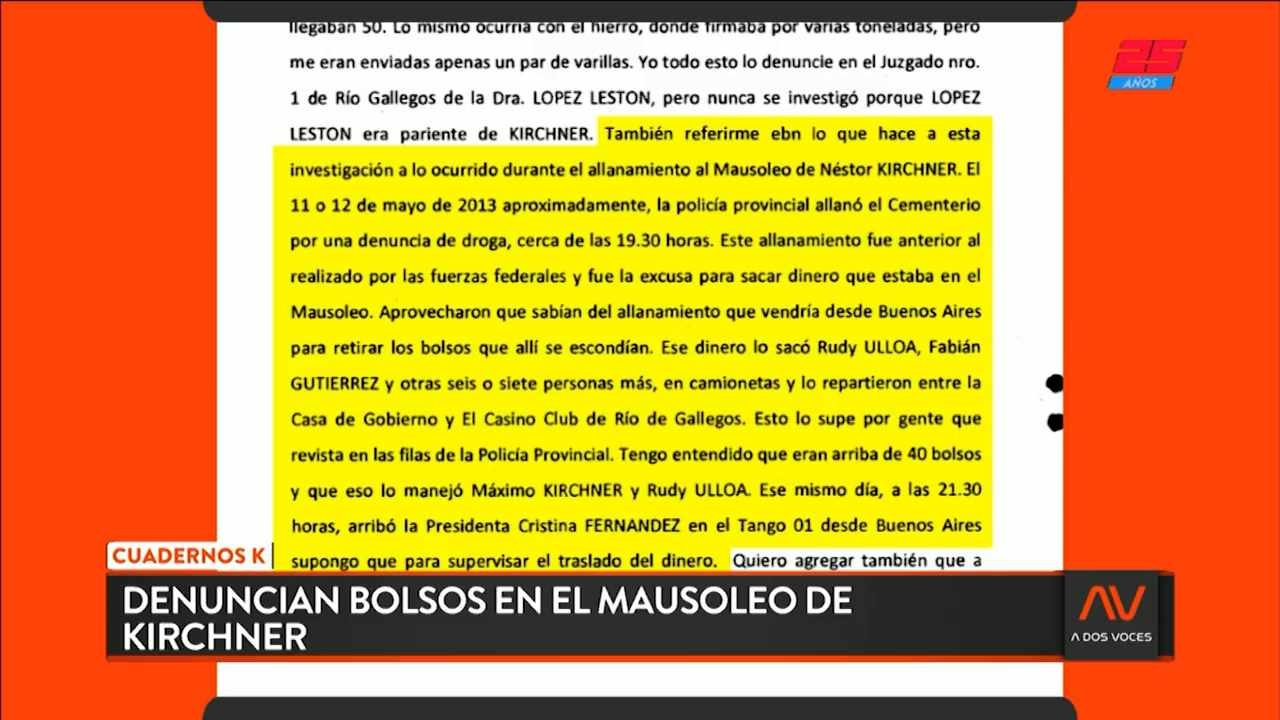 llegaban 50. Lo mismo ocurría con el hierro, donde firmaba por varias toneladas, pero
me eran enviadas apenas un par de varillas. Yo todo esto lo denuncie en el Juzgado nro.
1 de Río Gallegos de la Dra. LOPEZ LESTON, pero nunca se investigó porque LOPEZ
LESTON era pariente de KIRCHNER. También referirme ebn lo que hace a esta
investigación a lo ocurrido durante el allanamiento al Mausoleo de Néstor KIRCHNER. El
11 o 12 de mayo de 2013 aproximadamente, la policía provincial allanó el Cementerio
por una denuncia de droga, cerca de las 19.30 horas. Este allanamiento fue anterior al
realizado por las fuerzas federales y fue la excusa para sacar dinero que estaba en el
Mausoleo. Aprovecharon que sabían del allanamiento que vendría desde Buenos Aires
para retirar los bolsos que allí se escondían. Ese dinero lo sacó Rudy ULLOA, Fabián
GUTIERREZ y otras seis o siete personas más, en camionetas y lo repartieron entre la
Casa de Gobierno y El Casino Club de Río de Gallegos. Esto lo supe por gente que
revista en las filas de la Policía Provincial. Tengo entendido que eran arriba de 40 bolsos
y que eso lo manejó Máximo KIRCHNER y Rudy ULLOA. Ese mismo día, a las 21.30
horas, arribó la Presidenta Cristina FERNANDEZ en el Tango 01 desde Buenos Aires
supongo que para supervisar el traslado del dinero. Quiero agregar también que a
25
AÑOS
CUADERNOS K
DENUNCIAN BOLSOS EN EL MAUSOLEO DE
KIRCHNER
AV
A DOS VOCES